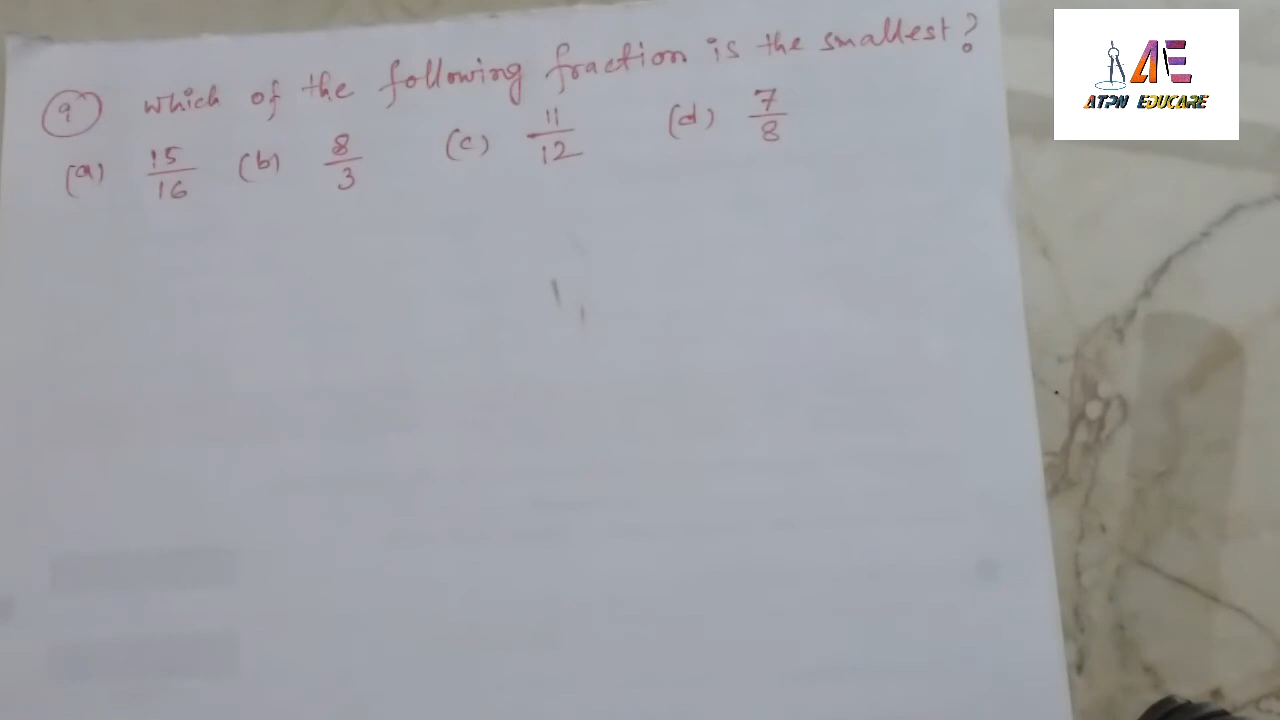 9 which of the following fraction is the smallest?
(a) 15/16 (b) 8/3 (c) 11/12 (d) 7/8
AE
ATPN EDUCARE